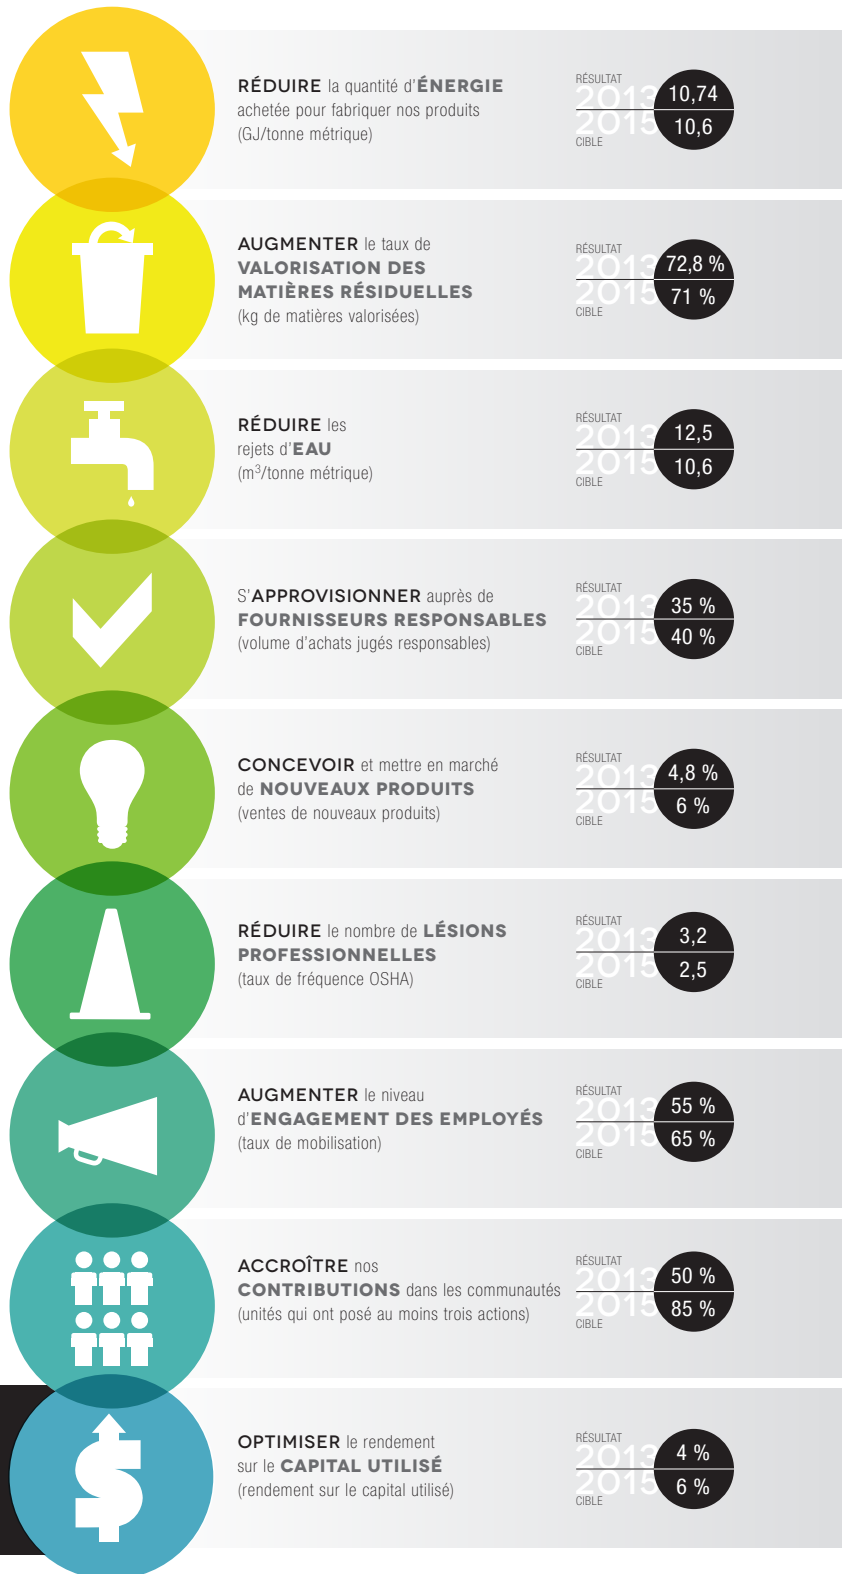 RÉDUIRE la quantité d'ÉNERGIE
achetée pour fabriquer nos produits
(GJ/tonne métrique)
RÉSULTAT
2013 10,74
2015 10,6
CIBLE
AUGMENTER le taux de
VALORISATION DES
MATIÈRES RÉSIDUELLES
(kg de matières valorisées)
RÉSULTAT
2013 72,8 %
2015 71 %
CIBLE
RÉDUIRE les
rejets d'EAU
(m³/tonne métrique)
RÉSULTAT
2013 12,5
2015 10,6
CIBLE
S'APPROVISIONNER auprès de
FOURNISSEURS RESPONSABLES
(volume d'achats jugés responsables)
RÉSULTAT
2013 35 %
2015 40 %
CIBLE
CONCEVOIR et mettre en marché
de NOUVEAUX PRODUITS
(ventes de nouveaux produits)
RÉSULTAT
2013 4,8 %
2015 6 %
CIBLE
RÉDUIRE le nombre de LÉSIONS
PROFESSIONNELLES
(taux de fréquence OSHA)
RÉSULTAT
2013 3,2
2015 2,5
CIBLE
AUGMENTER le niveau
d'ENGAGEMENT DES EMPLOYÉS
(taux de mobilisation)
RÉSULTAT
2013 55 %
2015 65 %
CIBLE
ACCROÎTRE nos
CONTRIBUTIONS dans les communautés
(unités qui ont posé au moins trois actions)
RÉSULTAT
2013 50 %
2015 85 %
CIBLE
OPTIMISER le rendement
sur le CAPITAL UTILISÉ
(rendement sur le capital utilisé)
RÉSULTAT
2013 4 %
2015 6 %
CIBLE